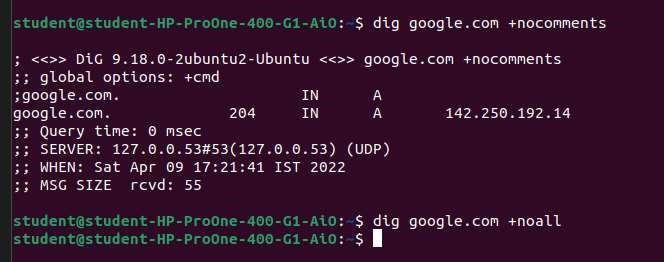 student@student-HP-ProOne-400-G1-AiO:~$ dig google.com +nocomments
; <<>> DiG 9.18.0-2ubuntu2-Ubuntu <<>> google.com +nocomments
;; global options: +cmd
;google.com. IN A
google.com. 204 IN A 142.250.192.14
;; Query time: 0 msec
;; SERVER: 127.0.0.53#53(127.0.0.53) (UDP)
;; WHEN: Sat Apr 09 17:21:41 IST 2022
;; MSG SIZE  rcvd: 55
student@student-HP-ProOne-400-G1-AiO:~$ dig google.com +noall
student@student-HP-ProOne-400-G1-AiO:~$